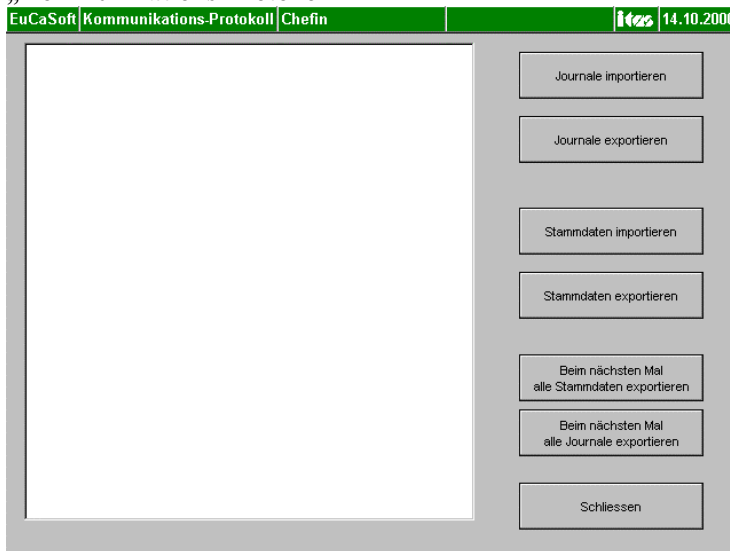 EuCaSoft Kommunikations-Protokoll Chefin ites 14.10.200
Journale importieren
Journale exportieren
Stammdaten importieren
Stammdaten exportieren
Beim nächsten Mal
alle Stammdaten exportieren
Beim nächsten Mal
alle Journale exportieren
Schliessen